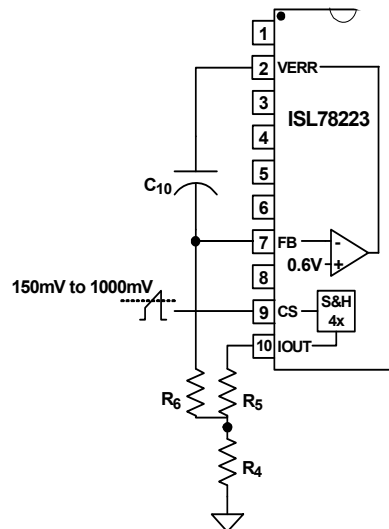 1
2 VERR
ISL78223
3
4
C10
5
6
7 FB -
0.6V +
8
150mV to 1000mV
9 CS S&H
4x
10 IOUT
R6 R5
R4